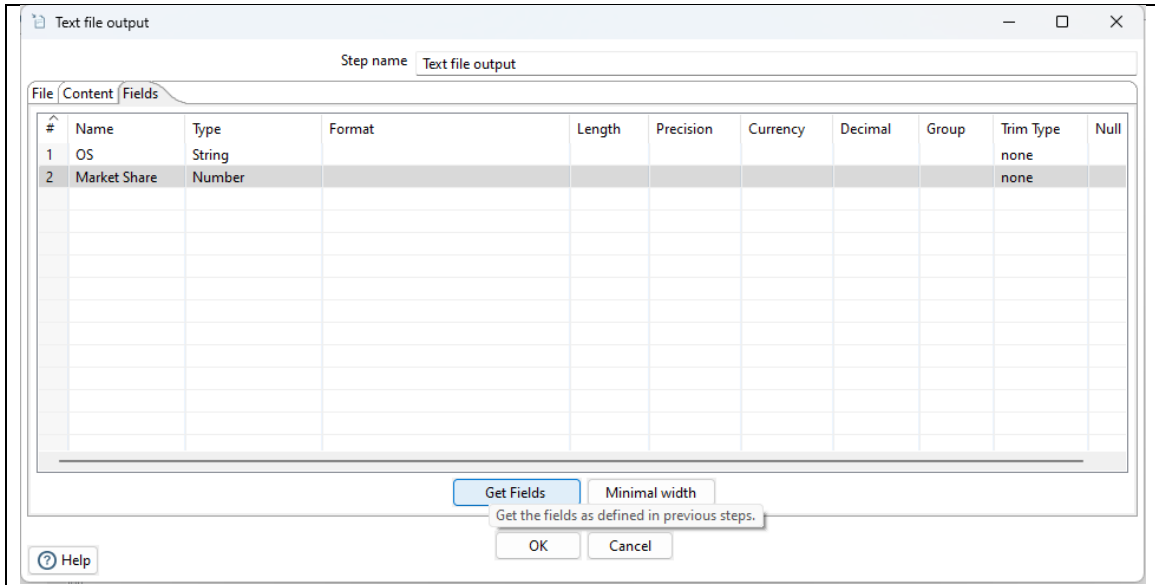 Text file output
Step name Text file output
File Content Fields
# Name Type Format Length Precision Currency Decimal Group Trim Type Null
1 OS String none
2 Market Share Number none
Get Fields Minimal width
Get the fields as defined in previous steps.
OK Cancel
? Help